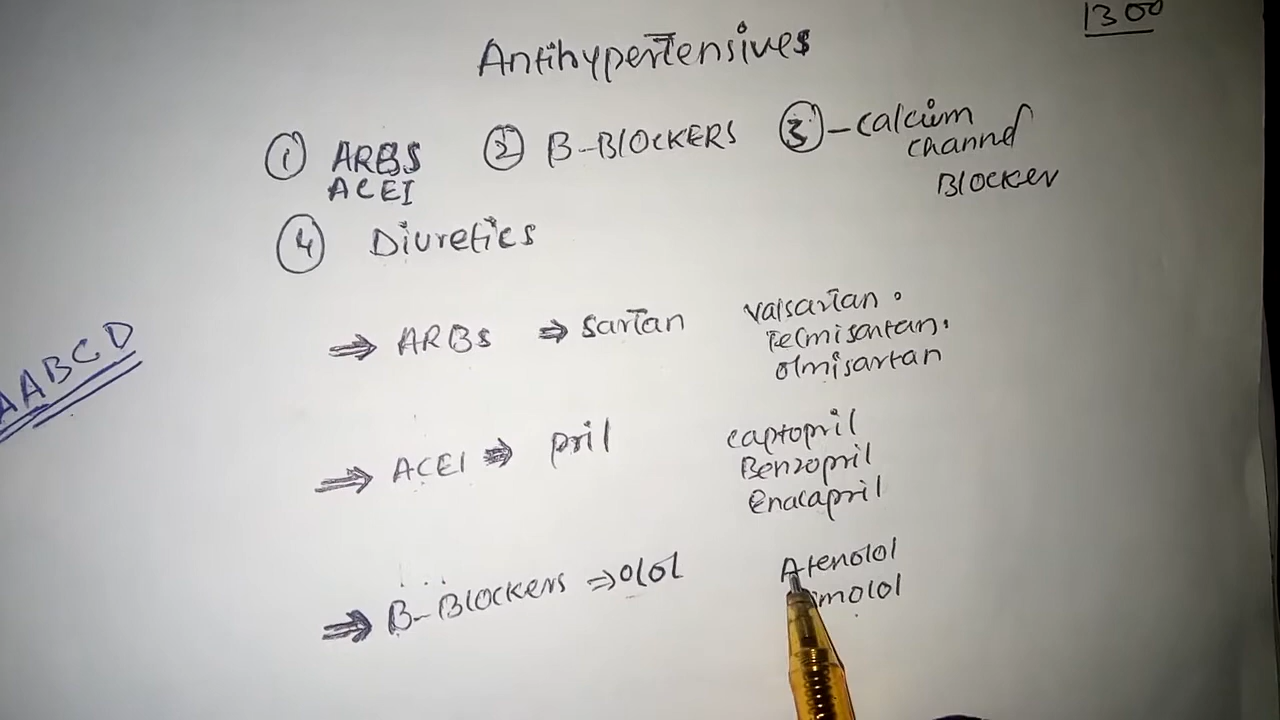 1300
Antihypertensives
① ARBS ② B-BLOCKERS ③-calcium
ACEI channel
Blocker
④ Diuretics
AABCD
⇒ ARBs ⇒ sartan valsartan.
Telmisartan.
olmisartan
⇒ ACEI ⇒ pril captopril
Benzopril
Enalapril
⇒ B-Blockers ⇒ olol Atenolol